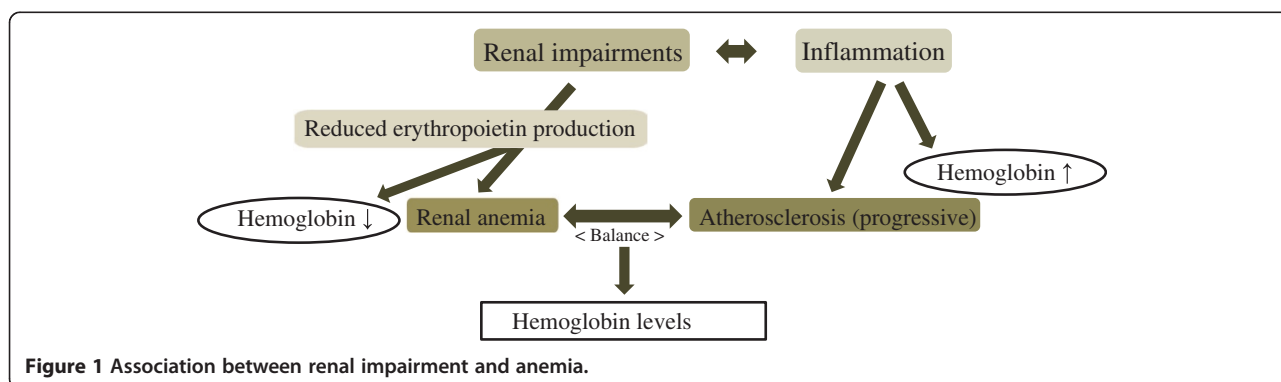 Renal impairments
Inflammation
Reduced erythropoietin production
Hemoglobin ↑
Hemoglobin ↓
Renal anemia
Atherosclerosis (progressive)
< Balance >
Hemoglobin levels
Figure 1 Association between renal impairment and anemia.